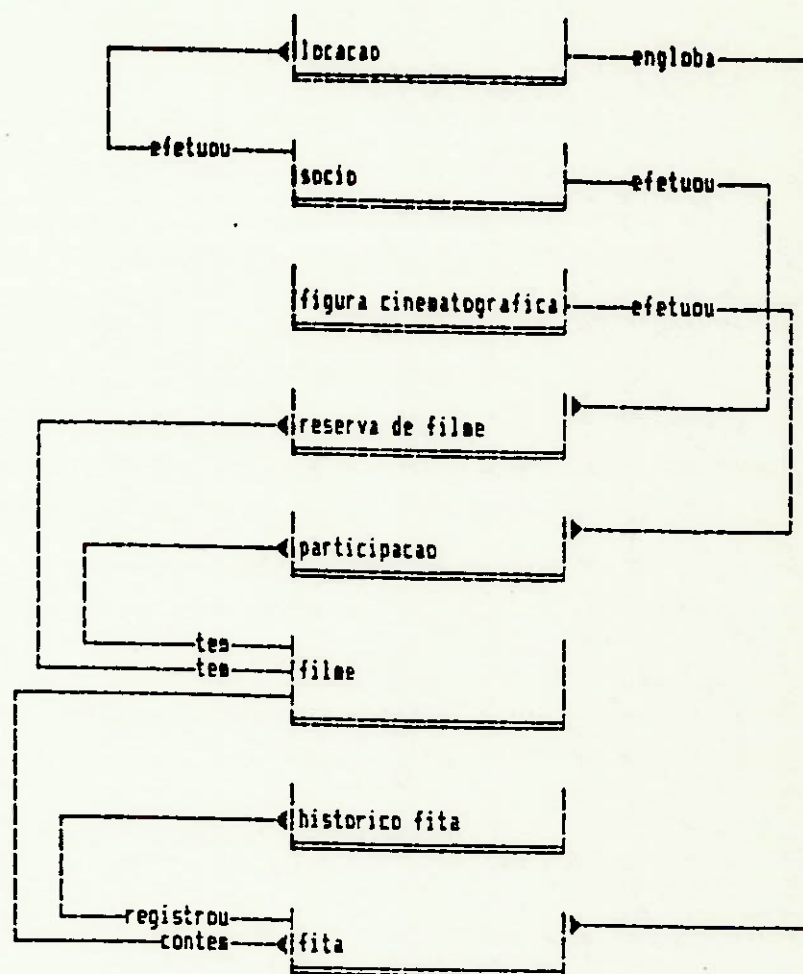 locacao
engloba
efetuou
socio
efetuou
figura cinematografica
efetuou
reserva de filme
participacao
tem
tem
filme
historico fita
registrou
contem
fita